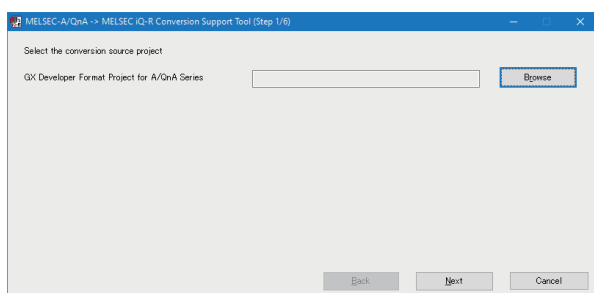 MELSEC-A/QnA -> MELSEC iQ-R Conversion Support Tool (Step 1/6)
Select the conversion source project
GX Developer Format Project for A/QnA Series
Browse
Back Next Cancel